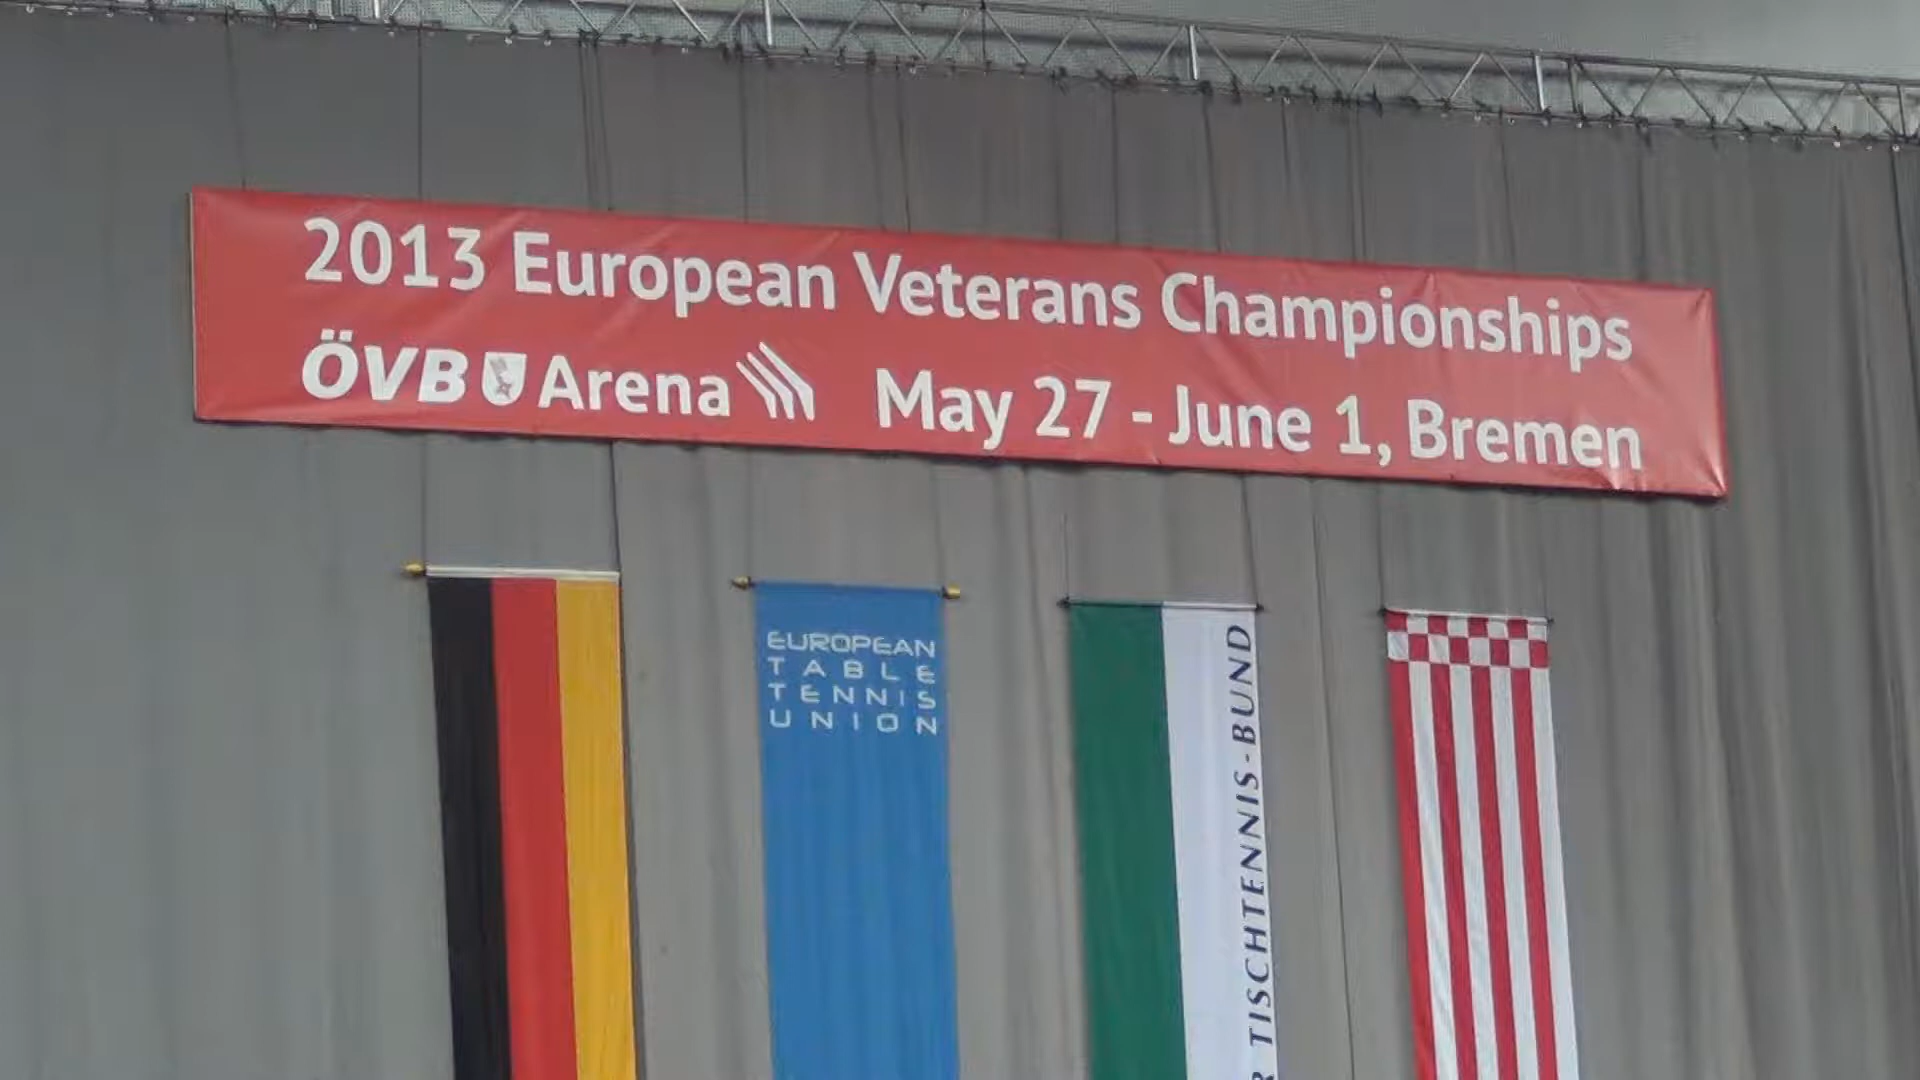 2013 European Veterans Championships
ÖVB Arena May 27 - June 1, Bremen
EUROPEAN
TABLE
TENNIS
UNION
TISCHTENNIS-BUND